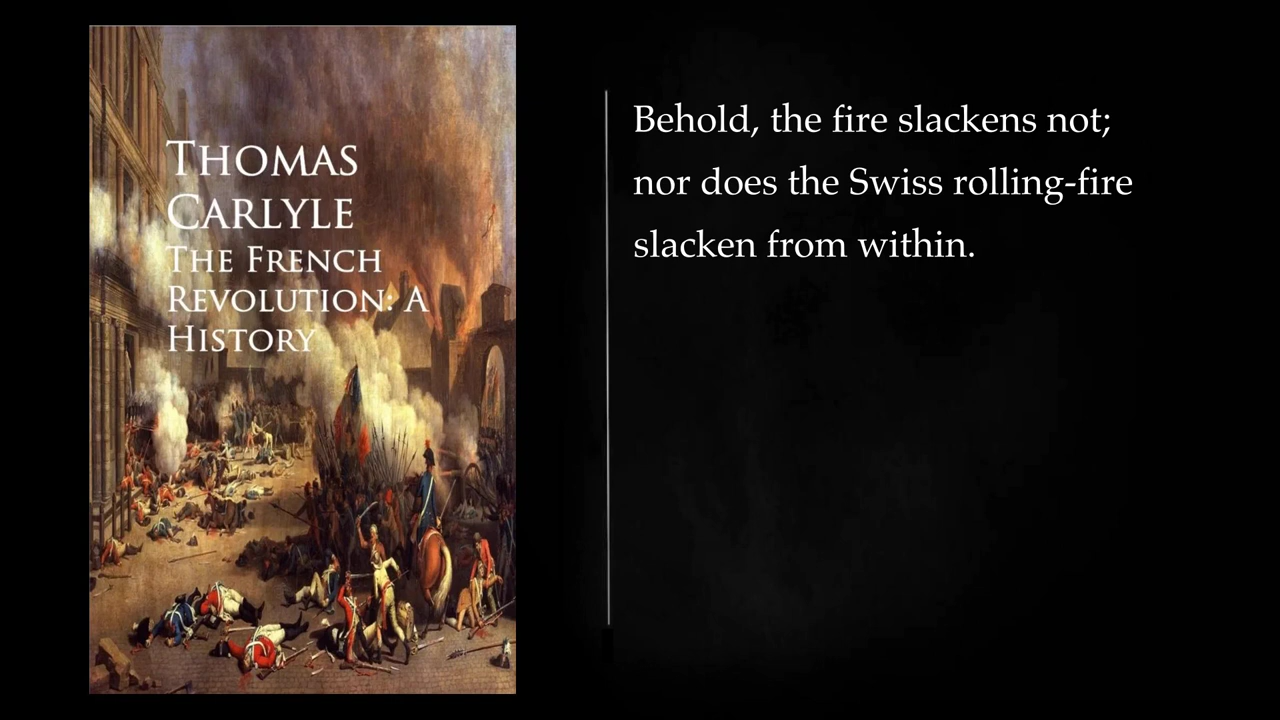 THOMAS
CARLYLE
THE FRENCH
REVOLUTION: A
HISTORY
Behold, the fire slackens not;
nor does the Swiss rolling-fire
slacken from within.